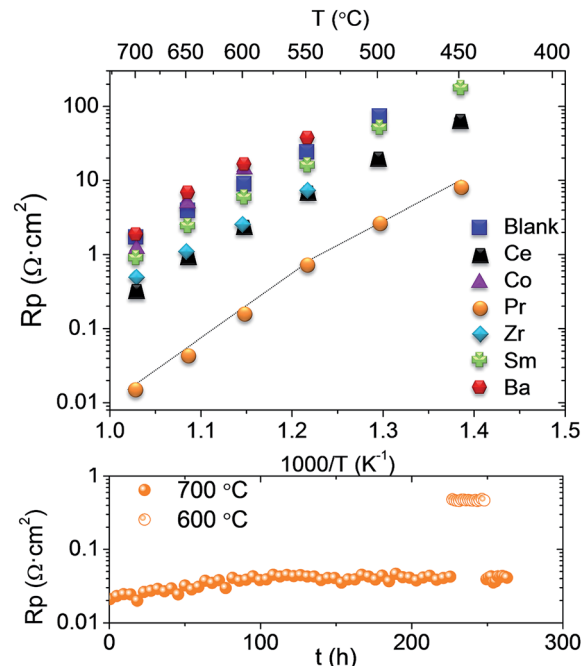 T (°C)
700 650 600 550 500 450 400
100
10
1
0.1
0.01
Rp (Ω·cm²)
Blank
Ce
Co
Pr
Zr
Sm
Ba
1.0 1.1 1.2 1.3 1.4 1.5
1000/T (K⁻¹)
1
0.1
0.01
Rp (Ω·cm²)
700 °C
600 °C
0 100 200 300
t (h)